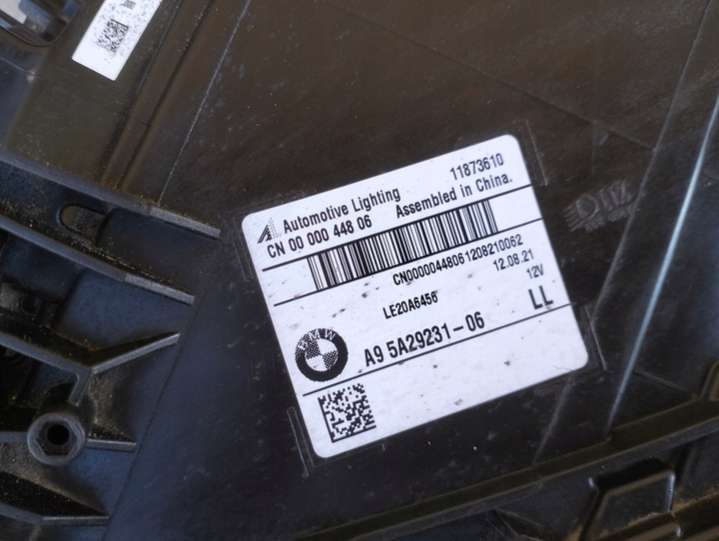 Automotive Lighting 11873610
CN 00 000 448 06 Assembled in China.
CN00000448061208210062
12.08.21
LE20A6456 12V
BMW A9 5A29231-06 LL